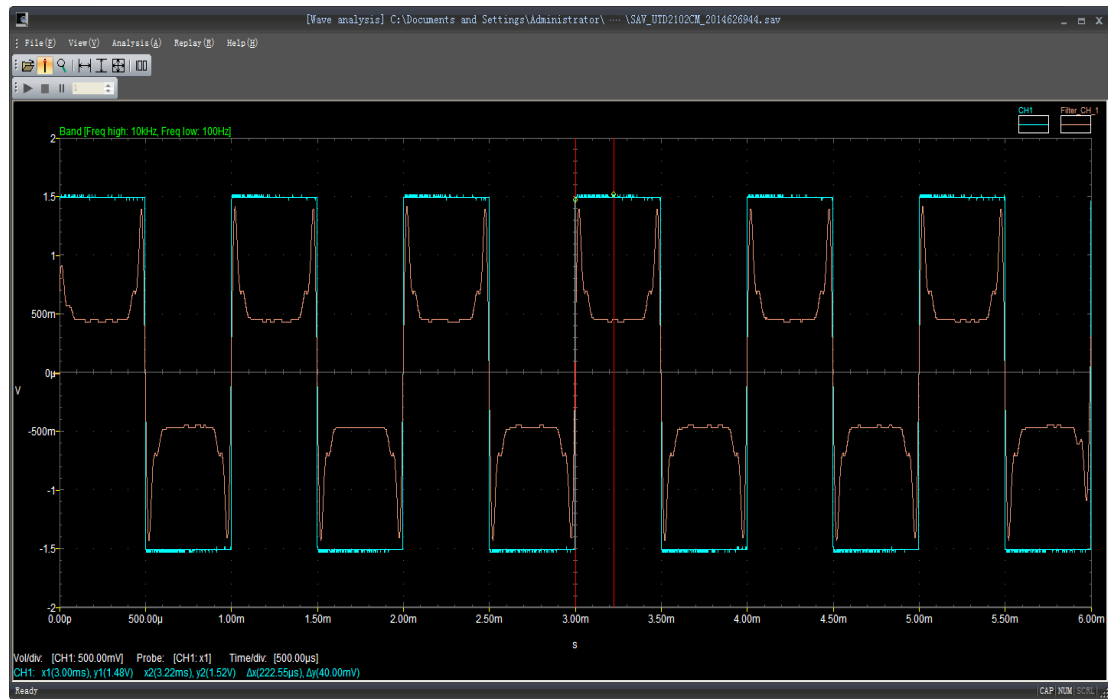 [Wave analysis] C:\Documents and Settings\Administrator\ ···· \SAV_UTD2102CM_2014626944.sav
File(F) View(V) Analysis(A) Replay(R) Help(H)
1
CH1 Filter_CH_1
Band [Freq high: 10kHz, Freq low: 100Hz]
2
1.5
1
500m
0µ
V
-500m
-1
-1.5
-2
0.00p 500.00µ 1.00m 1.50m 2.00m 2.50m 3.00m 3.50m 4.00m 4.50m 5.00m 5.50m 6.00m
s
Vol/div: [CH1: 500.00mV] Probe: [CH1: x1] Time/div: [500.00µs]
CH1: x1(3.00ms), y1(1.48V) x2(3.22ms), y2(1.52V) Δx(222.55µs), Δy(40.00mV)
Ready CAP NUM SCRL